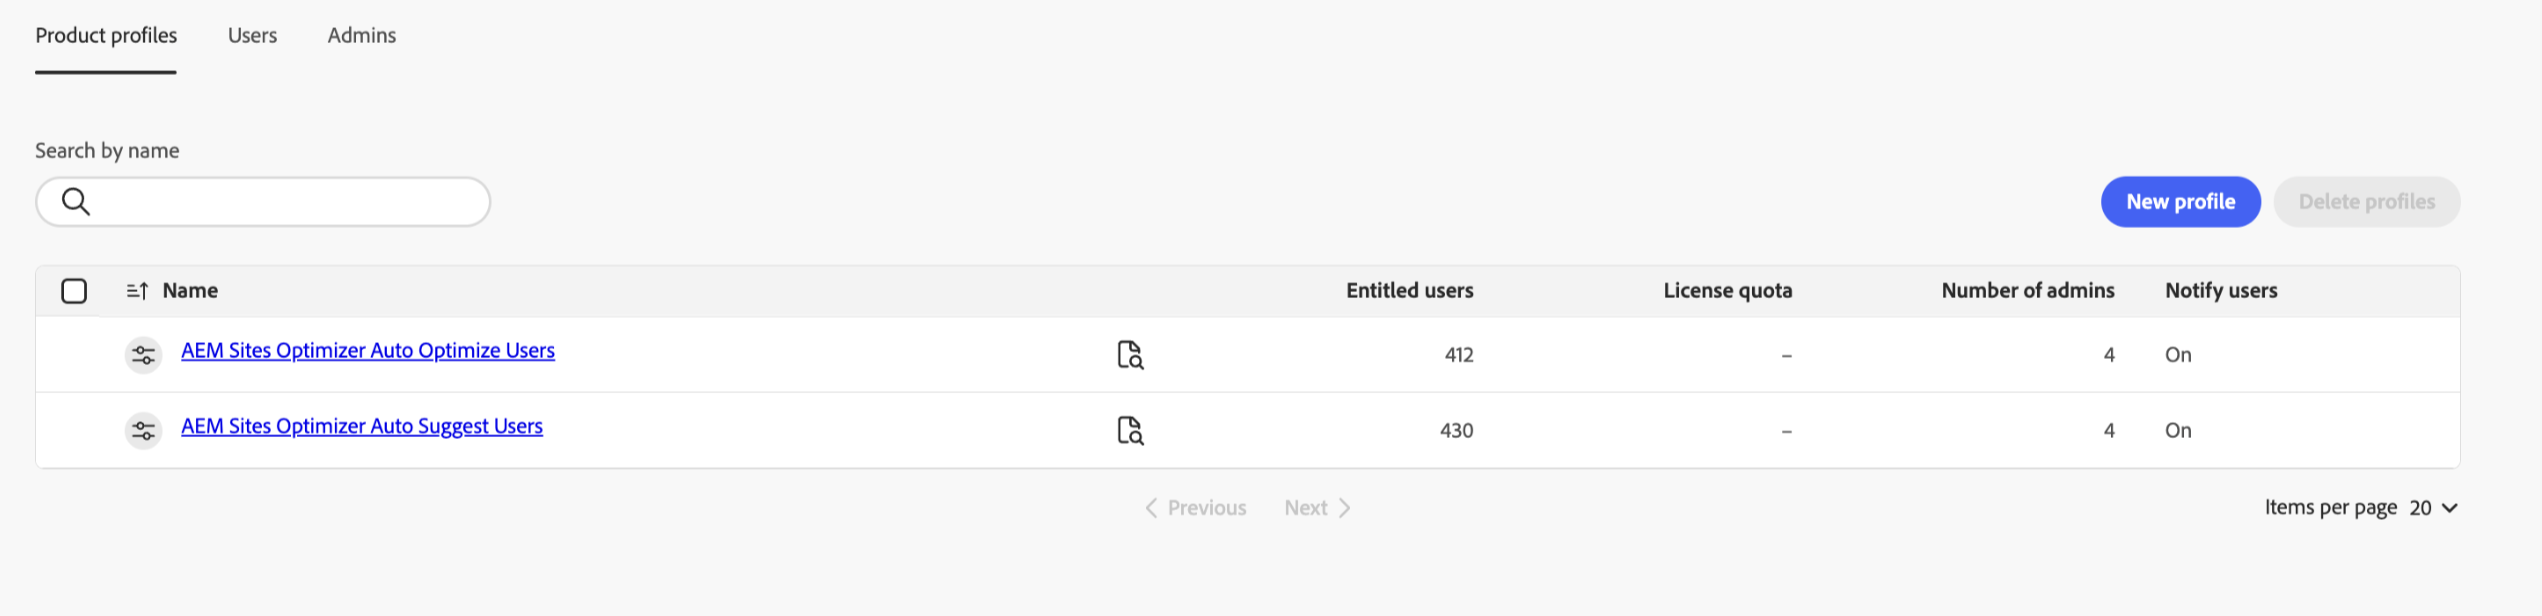 Product profiles Users Admins
Search by name
New profile Delete profiles
Name Entitled users License quota Number of admins Notify users
AEM Sites Optimizer Auto Optimize Users 412 – 4 On
AEM Sites Optimizer Auto Suggest Users 430 – 4 On
Previous Next Items per page 20